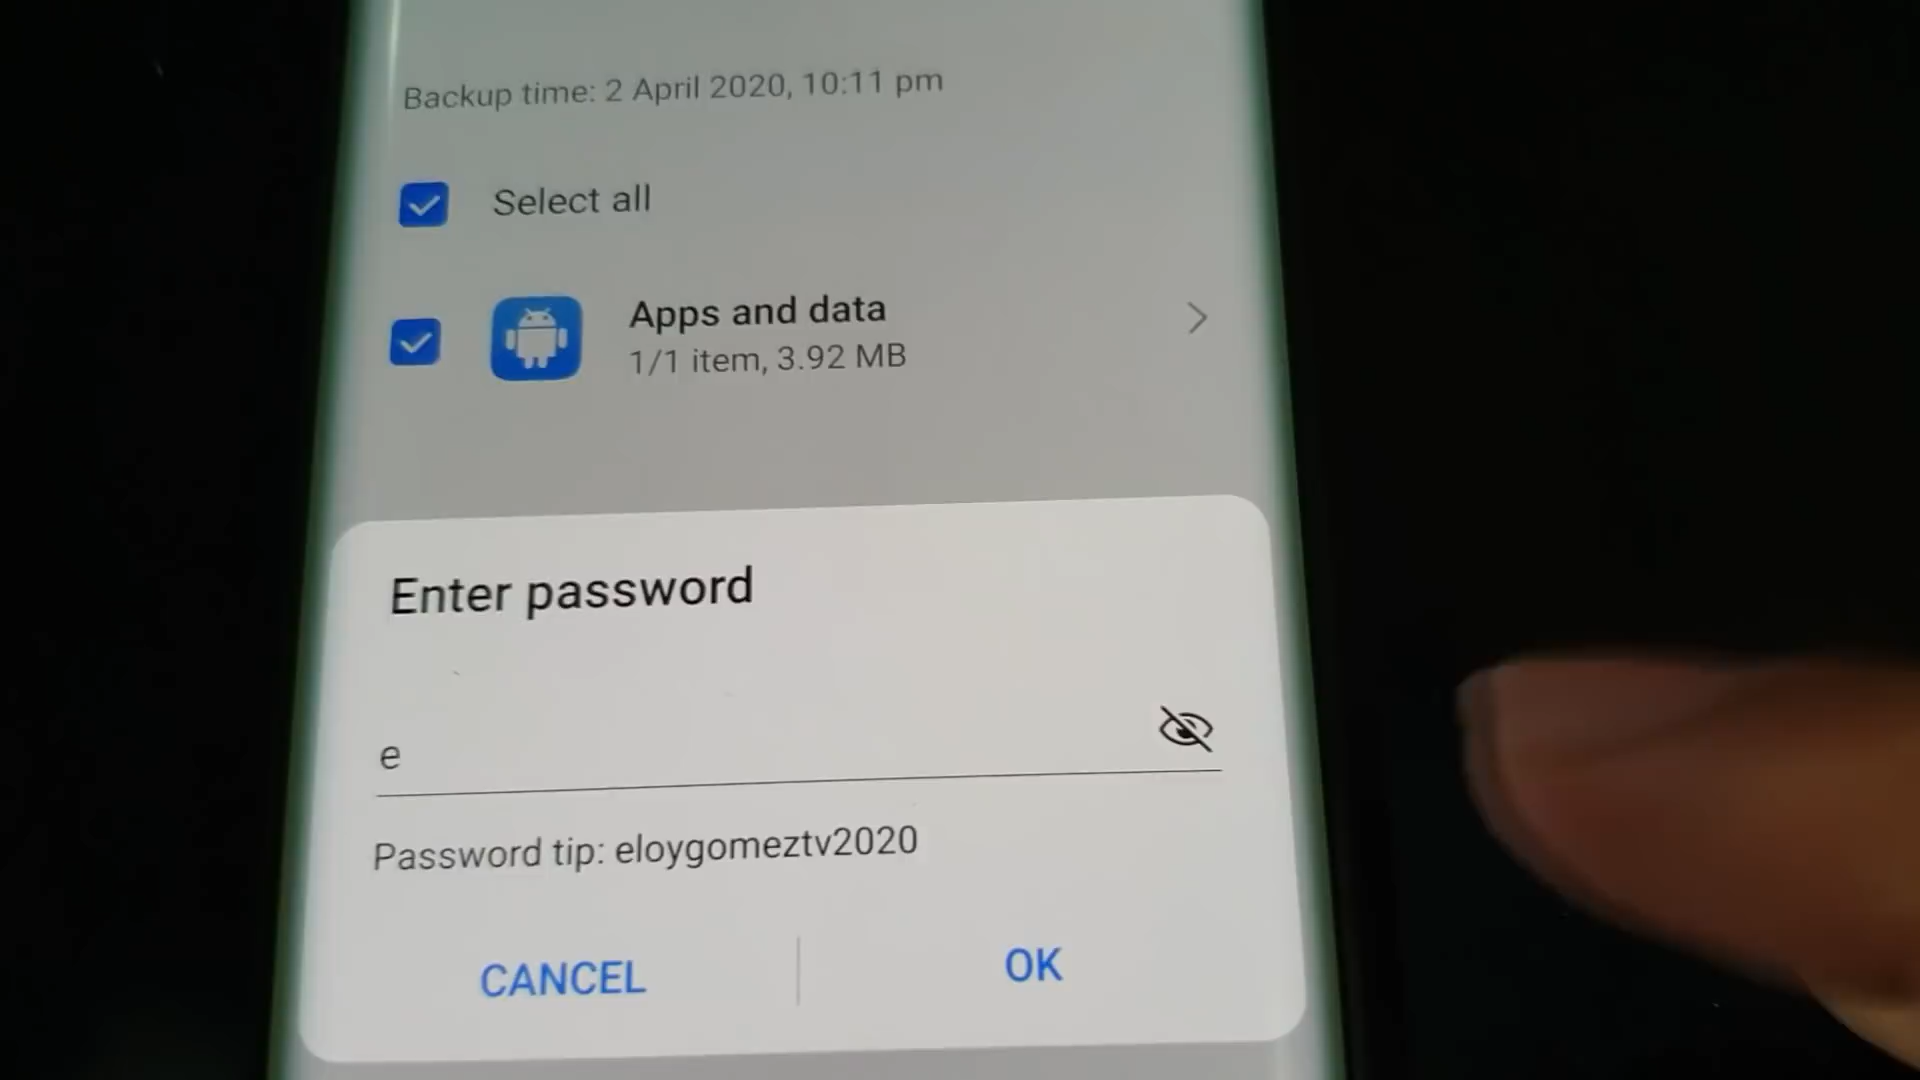 Backup time: 2 April 2020, 10:11 pm
Select all
Apps and data
1/1 item, 3.92 MB
Enter password
e
Password tip: eloygomeztv2020
CANCEL
OK